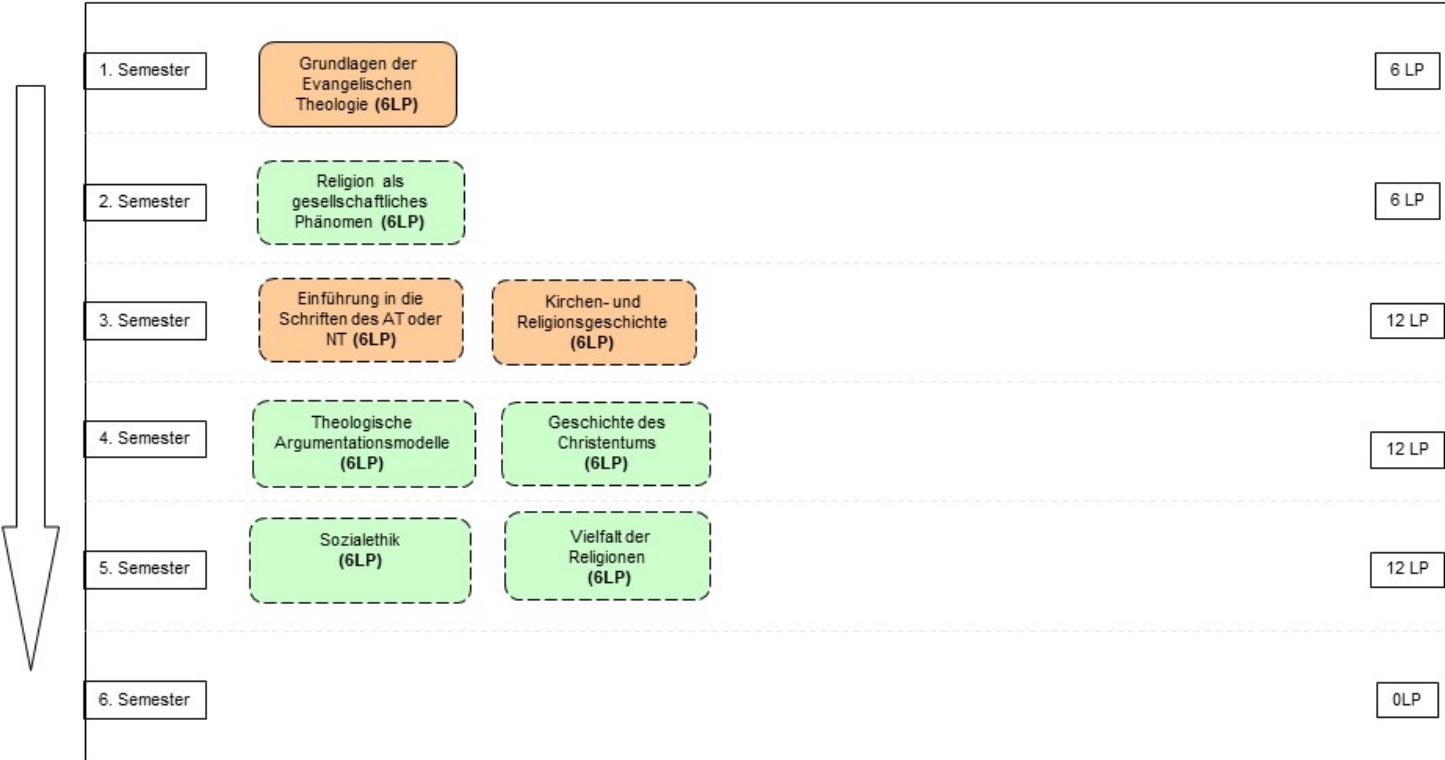 1. Semester
Grundlagen der
Evangelischen
Theologie (6LP)
6 LP
2. Semester
Religion als
gesellschaftliches
Phänomen (6LP)
6 LP
3. Semester
Einführung in die
Schriften des AT oder
NT (6LP)
Kirchen- und
Religionsgeschichte
(6LP)
12 LP
4. Semester
Theologische
Argumentationsmodelle
(6LP)
Geschichte des
Christentums
(6LP)
12 LP
5. Semester
Sozialethik
(6LP)
Vielfalt der
Religionen
(6LP)
12 LP
6. Semester
0LP